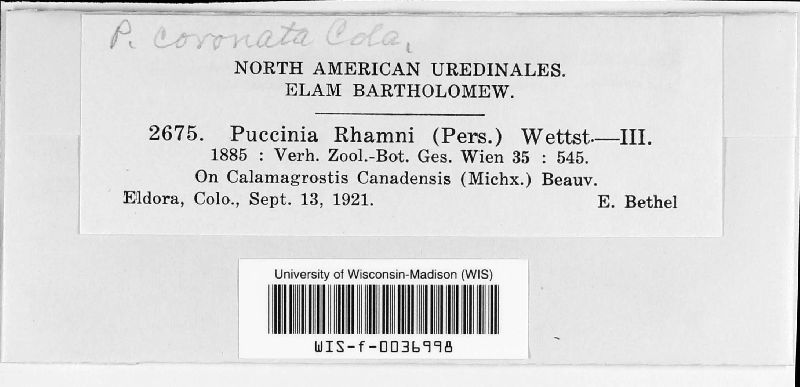 P. coronata Cda.
NORTH AMERICAN UREDINALES.
ELAM BARTHOLOMEW.
2675. Puccinia Rhamni (Pers.) Wettst.—III.
1885 : Verh. Zool.-Bot. Ges. Wien 35 : 545.
On Calamagrostis Canadensis (Michx.) Beauv.
Eldora, Colo., Sept. 13, 1921. E. Bethel
University of Wisconsin-Madison (WIS)
WIS-f-0036998